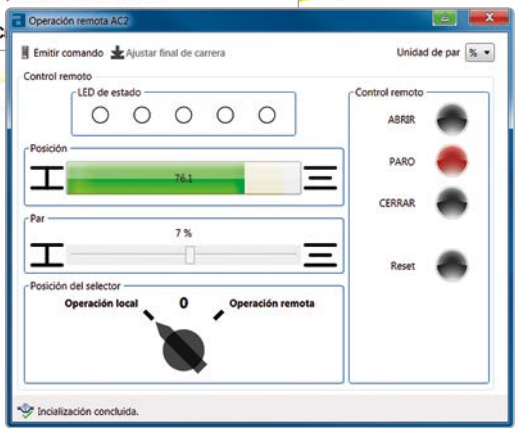 Operación remota AC2
Emitir comando Ajustar final de carrera Unidad de par %
Control remoto
LED de estado
Posición
76.1
Par
7 %
Posición del selector
Operación local 0 Operación remota
Control remoto
ABRIR
PARO
CERRAR
Reset
Incialización concluida.